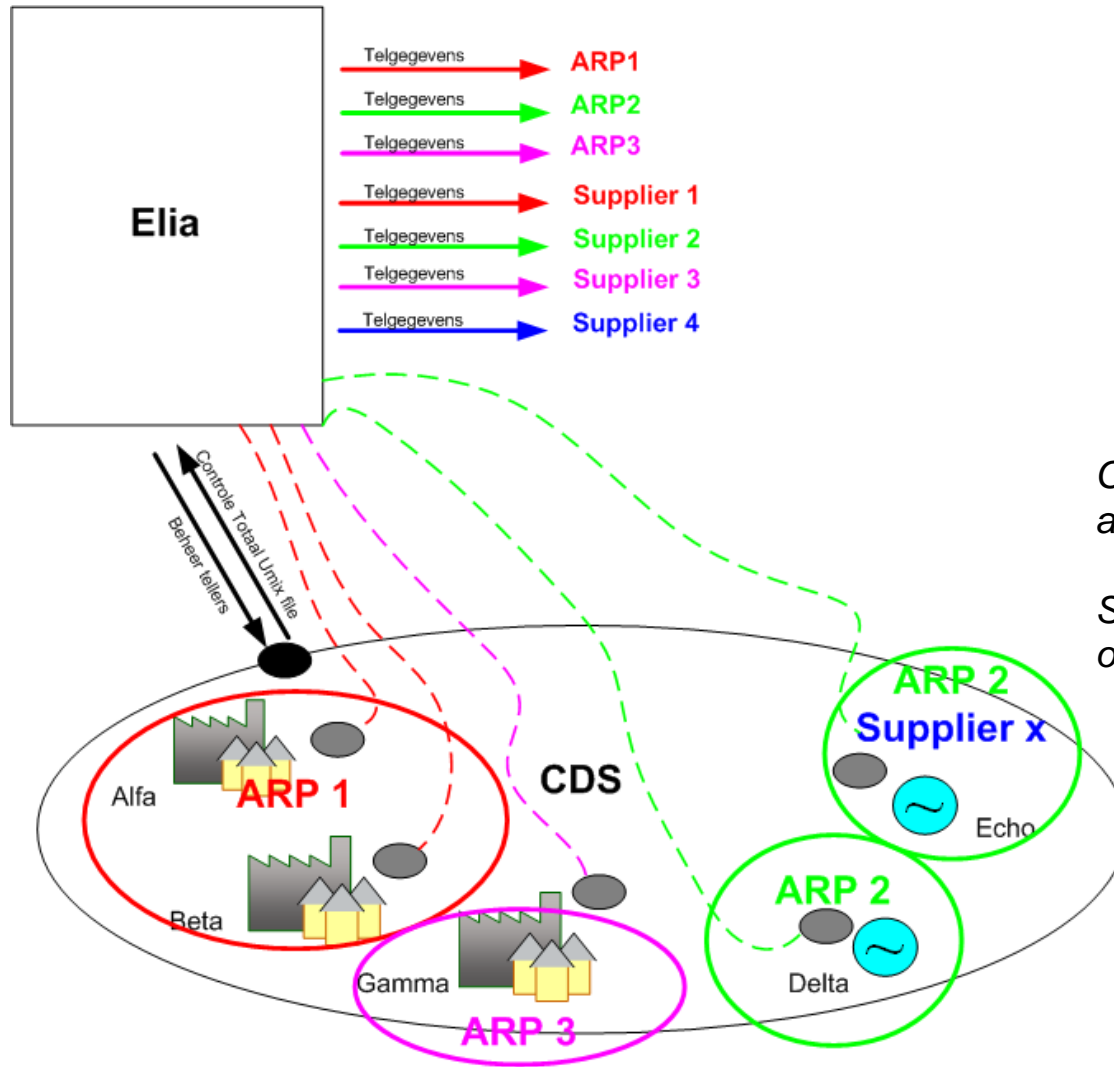 Elia
Telgegevens
ARP1
Telgegevens
ARP2
Telgegevens
ARP3
Telgegevens
Supplier 1
Telgegevens
Supplier 2
Telgegevens
Supplier 3
Telgegevens
Supplier 4
Controle Totaal Umix file
Beheer tellers
ARP 2
Supplier x
Echo
CDS
Alfa
ARP 1
Beta
Gamma
ARP 3
ARP 2
Delta